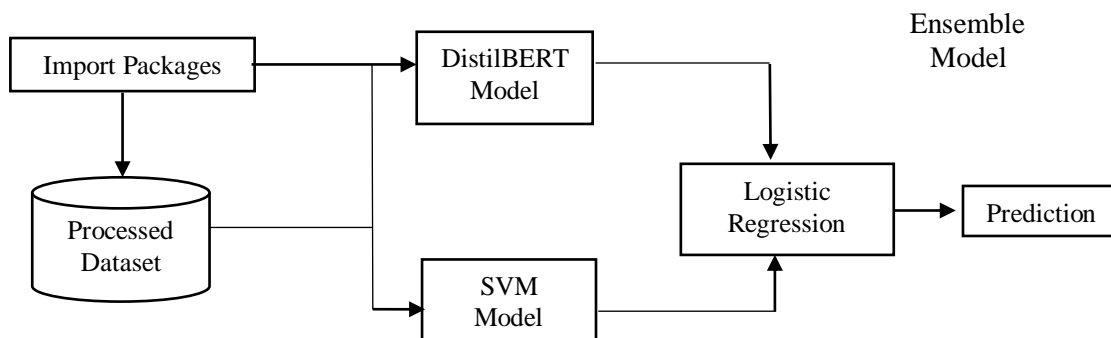 Ensemble
Model
Import Packages
DistilBERT
Model
Processed
Dataset
SVM
Model
Logistic
Regression
Prediction